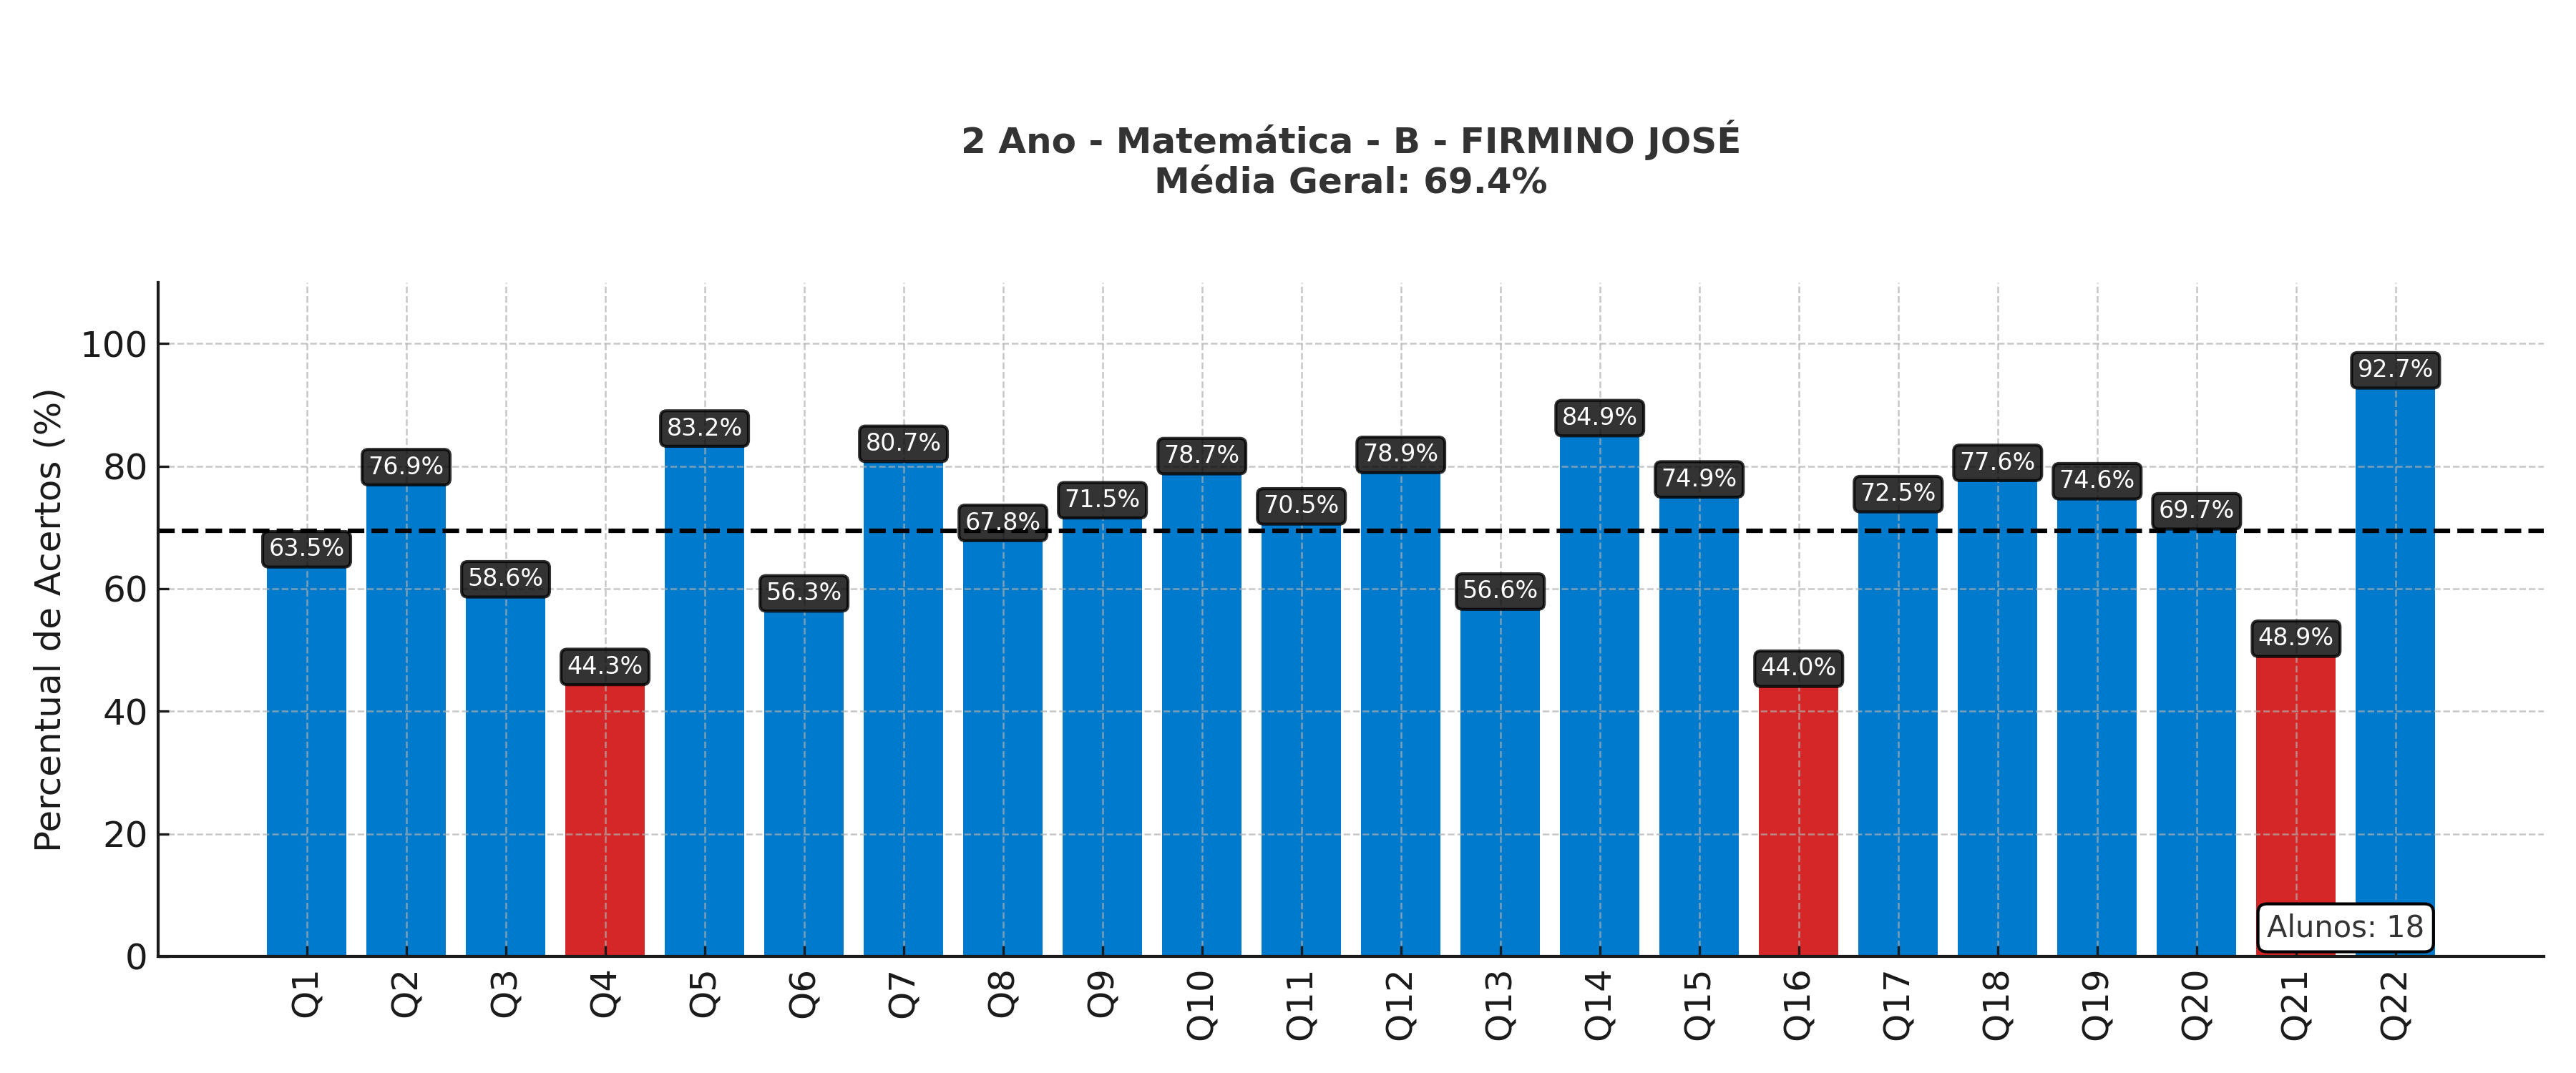 2 Ano - Matemática - B - FIRMINO JOSÉ
Média Geral: 69.4%
Percentual de Acertos (%)
100
80
60
40
20
0
63.5%
76.9%
58.6%
44.3%
83.2%
56.3%
80.7%
67.8%
71.5%
78.7%
70.5%
78.9%
56.6%
84.9%
74.9%
44.0%
72.5%
77.6%
74.6%
69.7%
48.9%
92.7%
Alunos: 18
Q1
Q2
Q3
Q4
Q5
Q6
Q7
Q8
Q9
Q10
Q11
Q12
Q13
Q14
Q15
Q16
Q17
Q18
Q19
Q20
Q21
Q22